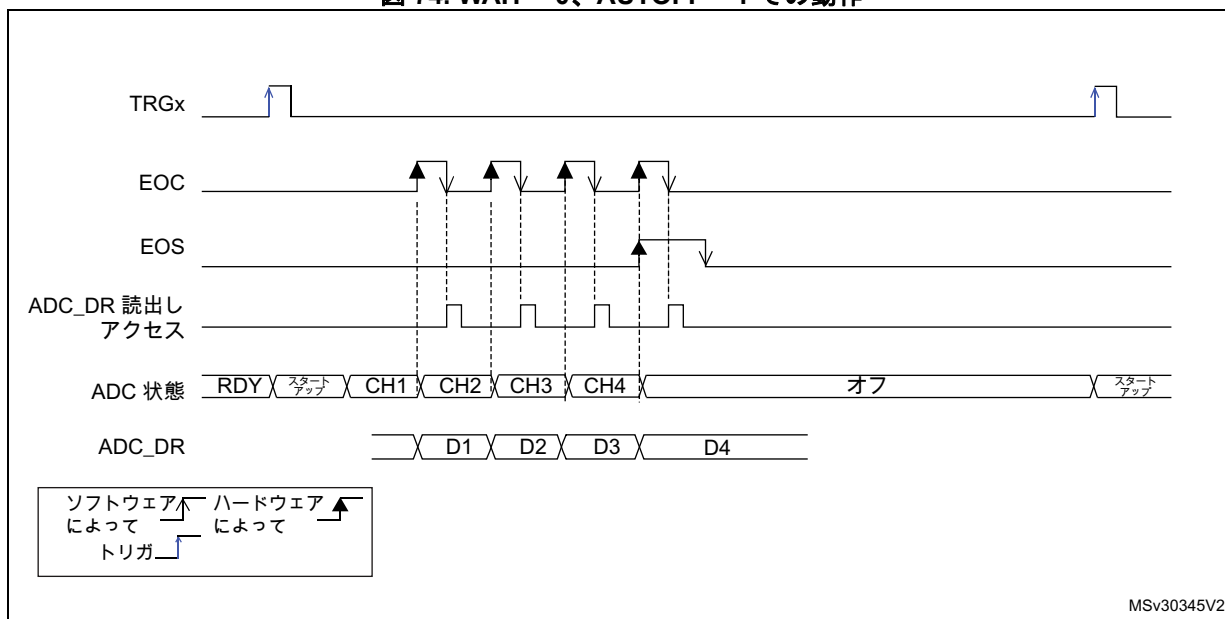 TRGx
EOC
EOS
ADC_DR 読出し
アクセス
ADC 状態
RDY
スタート
アップ
CH1
CH2
CH3
CH4
オフ
スタート
アップ
ADC_DR
D1
D2
D3
D4
ソフトウェア
によって
ハードウェア
によって
トリガ
MSv30345V2